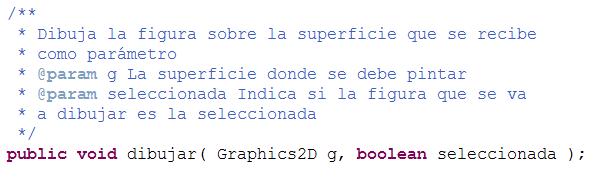 /**
 * Dibuja la figura sobre la superficie que se recibe
 * como parámetro
 * @param g La superficie donde se debe pintar
 * @param seleccionada Indica si la figura que se va
 * a dibujar es la seleccionada
 */
public void dibujar( Graphics2D g, boolean seleccionada );